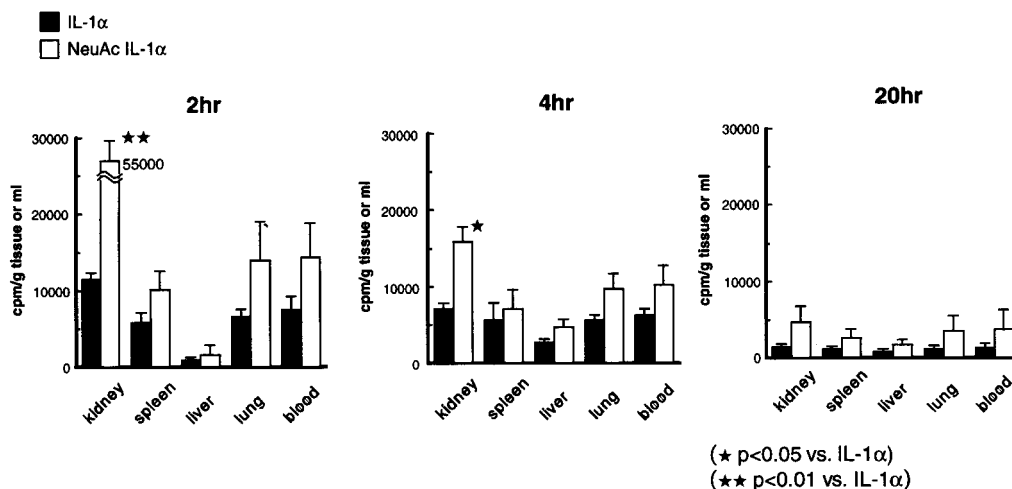 IL-1α
NeuAc IL-1α
2hr
4hr
20hr
cpm/g tissue or ml
30000
20000
10000
0
★★
55000
kidney
spleen
liver
lung
blood
cpm/g tissue or ml
30000
20000
10000
0
★
kidney
spleen
liver
lung
blood
cpm/g tissue or ml
30000
20000
10000
0
kidney
spleen
liver
lung
blood
(★ p<0.05 vs. IL-1α)
(★★ p<0.01 vs. IL-1α)